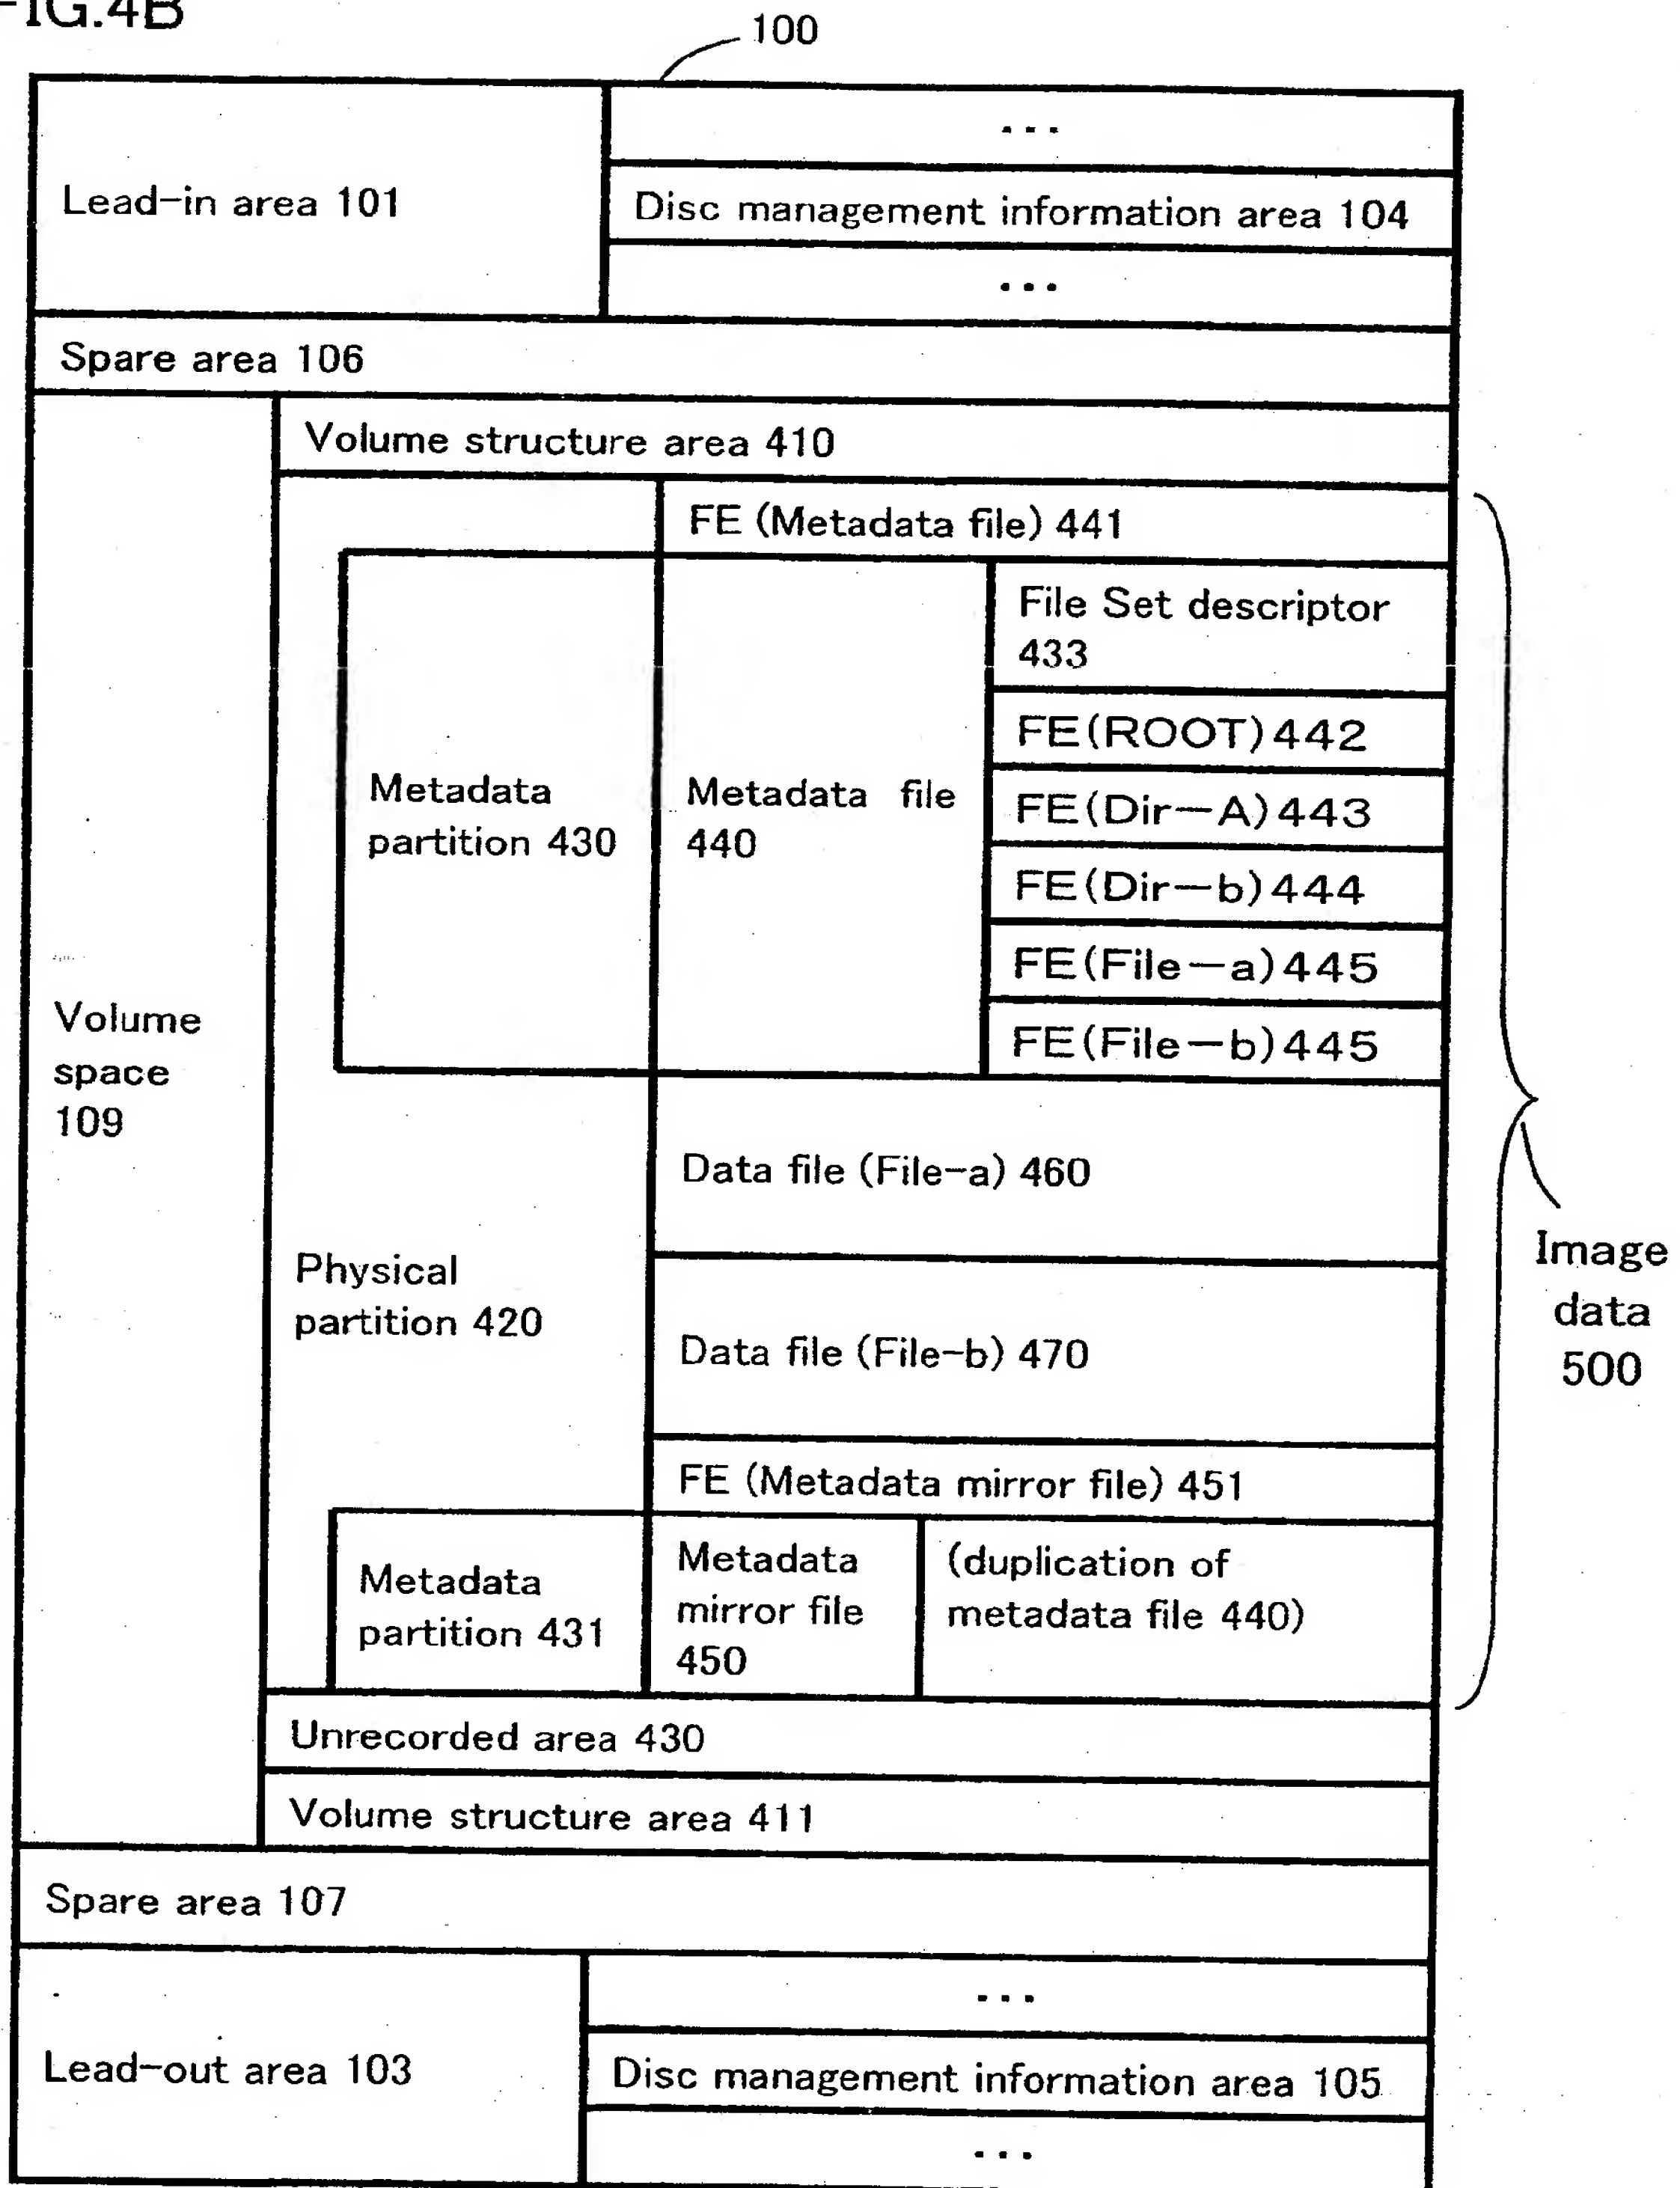 FIG.4B
100
...
Lead-in area 101
Disc management information area 104
...
Spare area 106
Volume structure area 410
FE (Metadata file) 441
File Set descriptor
433
FE(ROOT)442
Metadata
partition 430
Metadata file
440
FE(Dir-A)443
FE(Dir-b)444
FE(File-a)445
FE(File-b)445
Volume
space
109
Data file (File-a) 460
Physical
partition 420
Data file (File-b) 470
Image
data
500
FE (Metadata mirror file) 451
Metadata
partition 431
Metadata
mirror file
450
(duplication of
metadata file 440)
Unrecorded area 430
Volume structure area 411
Spare area 107
...
Lead-out area 103
Disc management information area 105
...